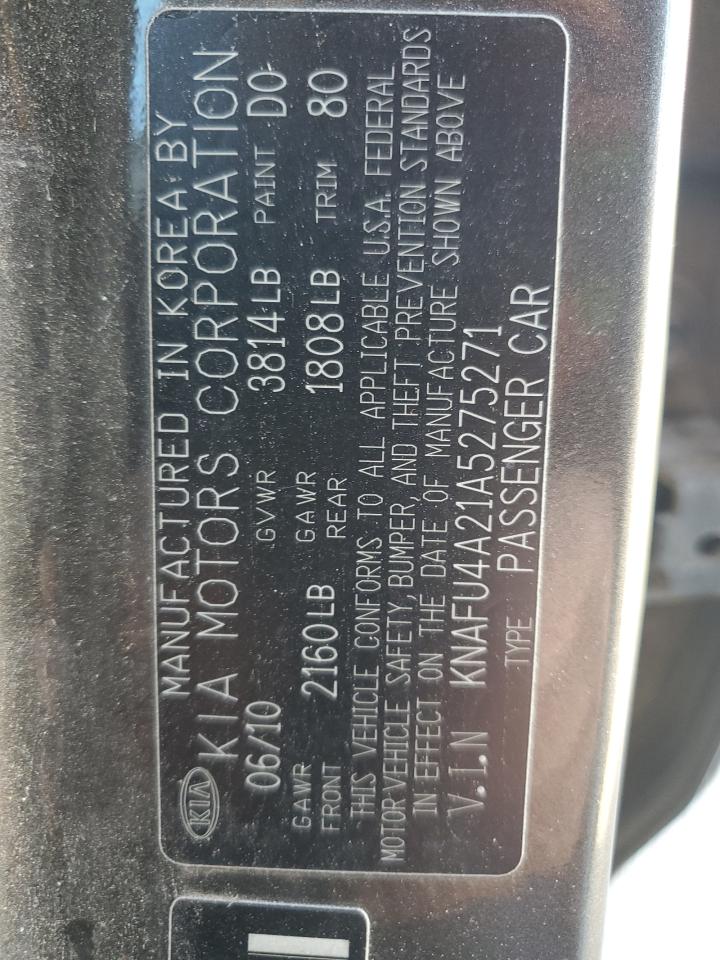 MANUFACTURED IN KOREA BY
KIA KIA MOTORS CORPORATION
06/10 GVWR 3814LB PAINT D0
GAWR FRONT 2160LB GAWR REAR 1808LB TRIM 80
THIS VEHICLE CONFORMS TO ALL APPLICABLE U.S.A. FEDERAL
MOTOR VEHICLE SAFETY, BUMPER, AND THEFT PREVENTION STANDARDS
IN EFFECT ON THE DATE OF MANUFACTURE SHOWN ABOVE
V.I.N KNAFU4A21A5275271
TYPE PASSENGER CAR